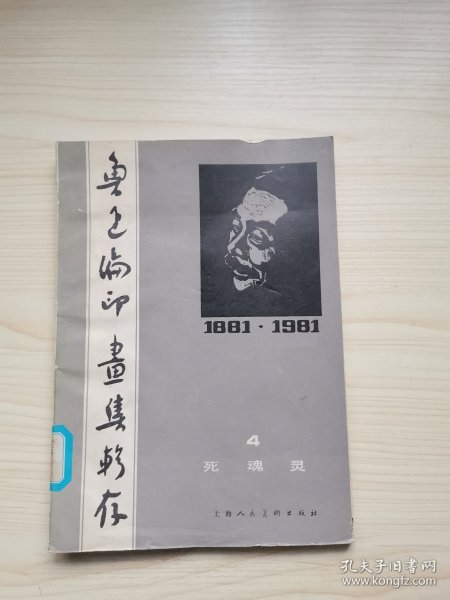 鲁迅编印画集辑存
1881·1981
4
死魂灵
上海人民美術出版社
孔夫子旧书网
www.kongfz.com